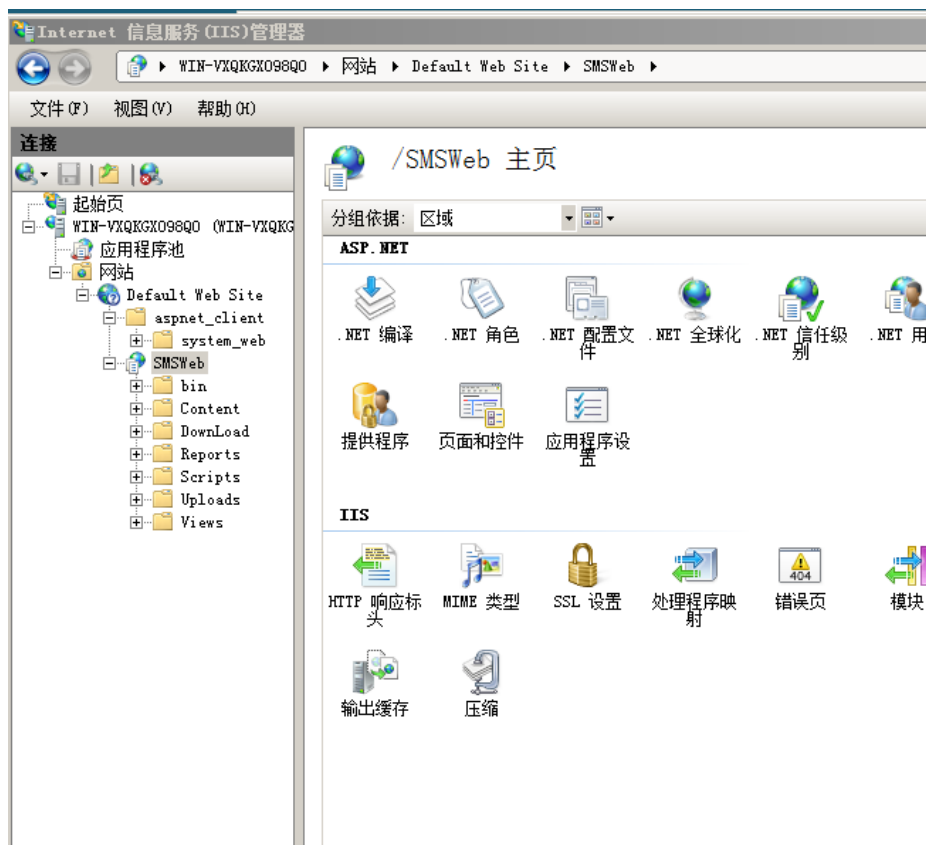 Internet 信息服务(IIS)管理器
WIN-VXQKGXO98QO 网站 Default Web Site SMSWeb
文件(F) 视图(V) 帮助(H)
连接
起始页
WIN-VXQKGXO98QO (WIN-VXQKG
应用程序池
网站
Default Web Site
aspnet_client
system_web
SMSWeb
bin
Content
DownLoad
Reports
Scripts
Uploads
Views
/SMSWeb 主页
分组依据: 区域
ASP.NET
.NET 编译 .NET 角色 .NET 配置文 .NET 全球化 .NET 信任级 .NET 用
件 别
提供程序 页面和控件 应用程序设
置
IIS
HTTP 响应标 MIME 类型 SSL 设置 处理程序映 错误页 模块
头 射
404
输出缓存 压缩